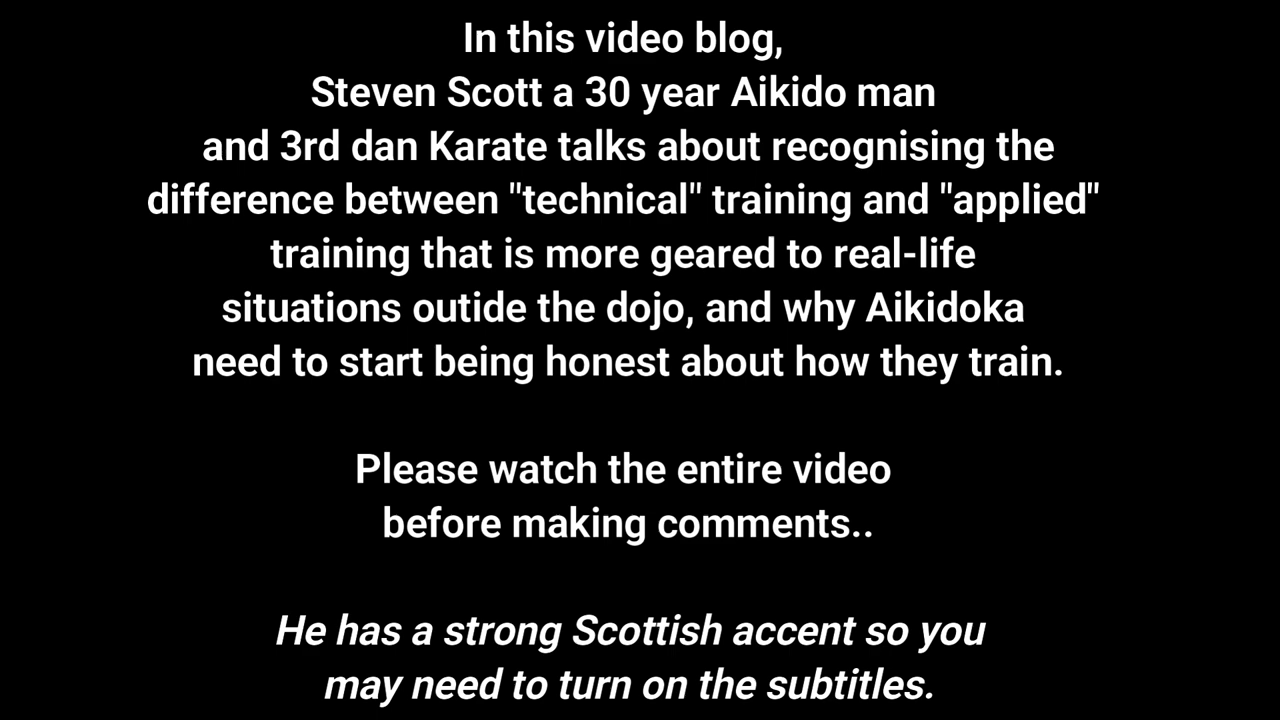 In this video blog,
Steven Scott a 30 year Aikido man
and 3rd dan Karate talks about recognising the
difference between "technical" training and "applied"
training that is more geared to real-life
situations outide the dojo, and why Aikidoka
need to start being honest about how they train.
Please watch the entire video
before making comments..
He has a strong Scottish accent so you
may need to turn on the subtitles.